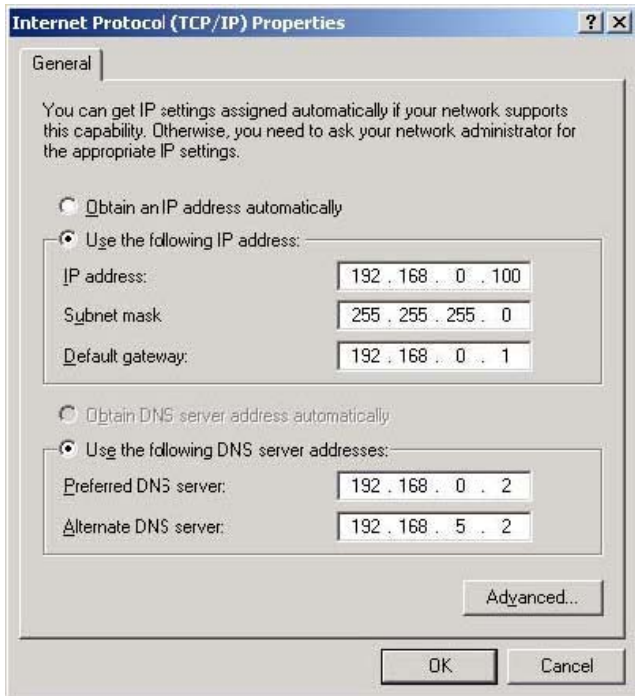 Internet Protocol (TCP/IP) Properties
General
You can get IP settings assigned automatically if your network supports
this capability. Otherwise, you need to ask your network administrator for
the appropriate IP settings.
Obtain an IP address automatically
Use the following IP address:
IP address: 192 . 168 . 0 . 100
Subnet mask 255 . 255 . 255 . 0
Default gateway: 192 . 168 . 0 . 1
Obtain DNS server address automatically
Use the following DNS server addresses:
Preferred DNS server: 192 . 168 . 0 . 2
Alternate DNS server: 192 . 168 . 5 . 2
Advanced...
OK Cancel